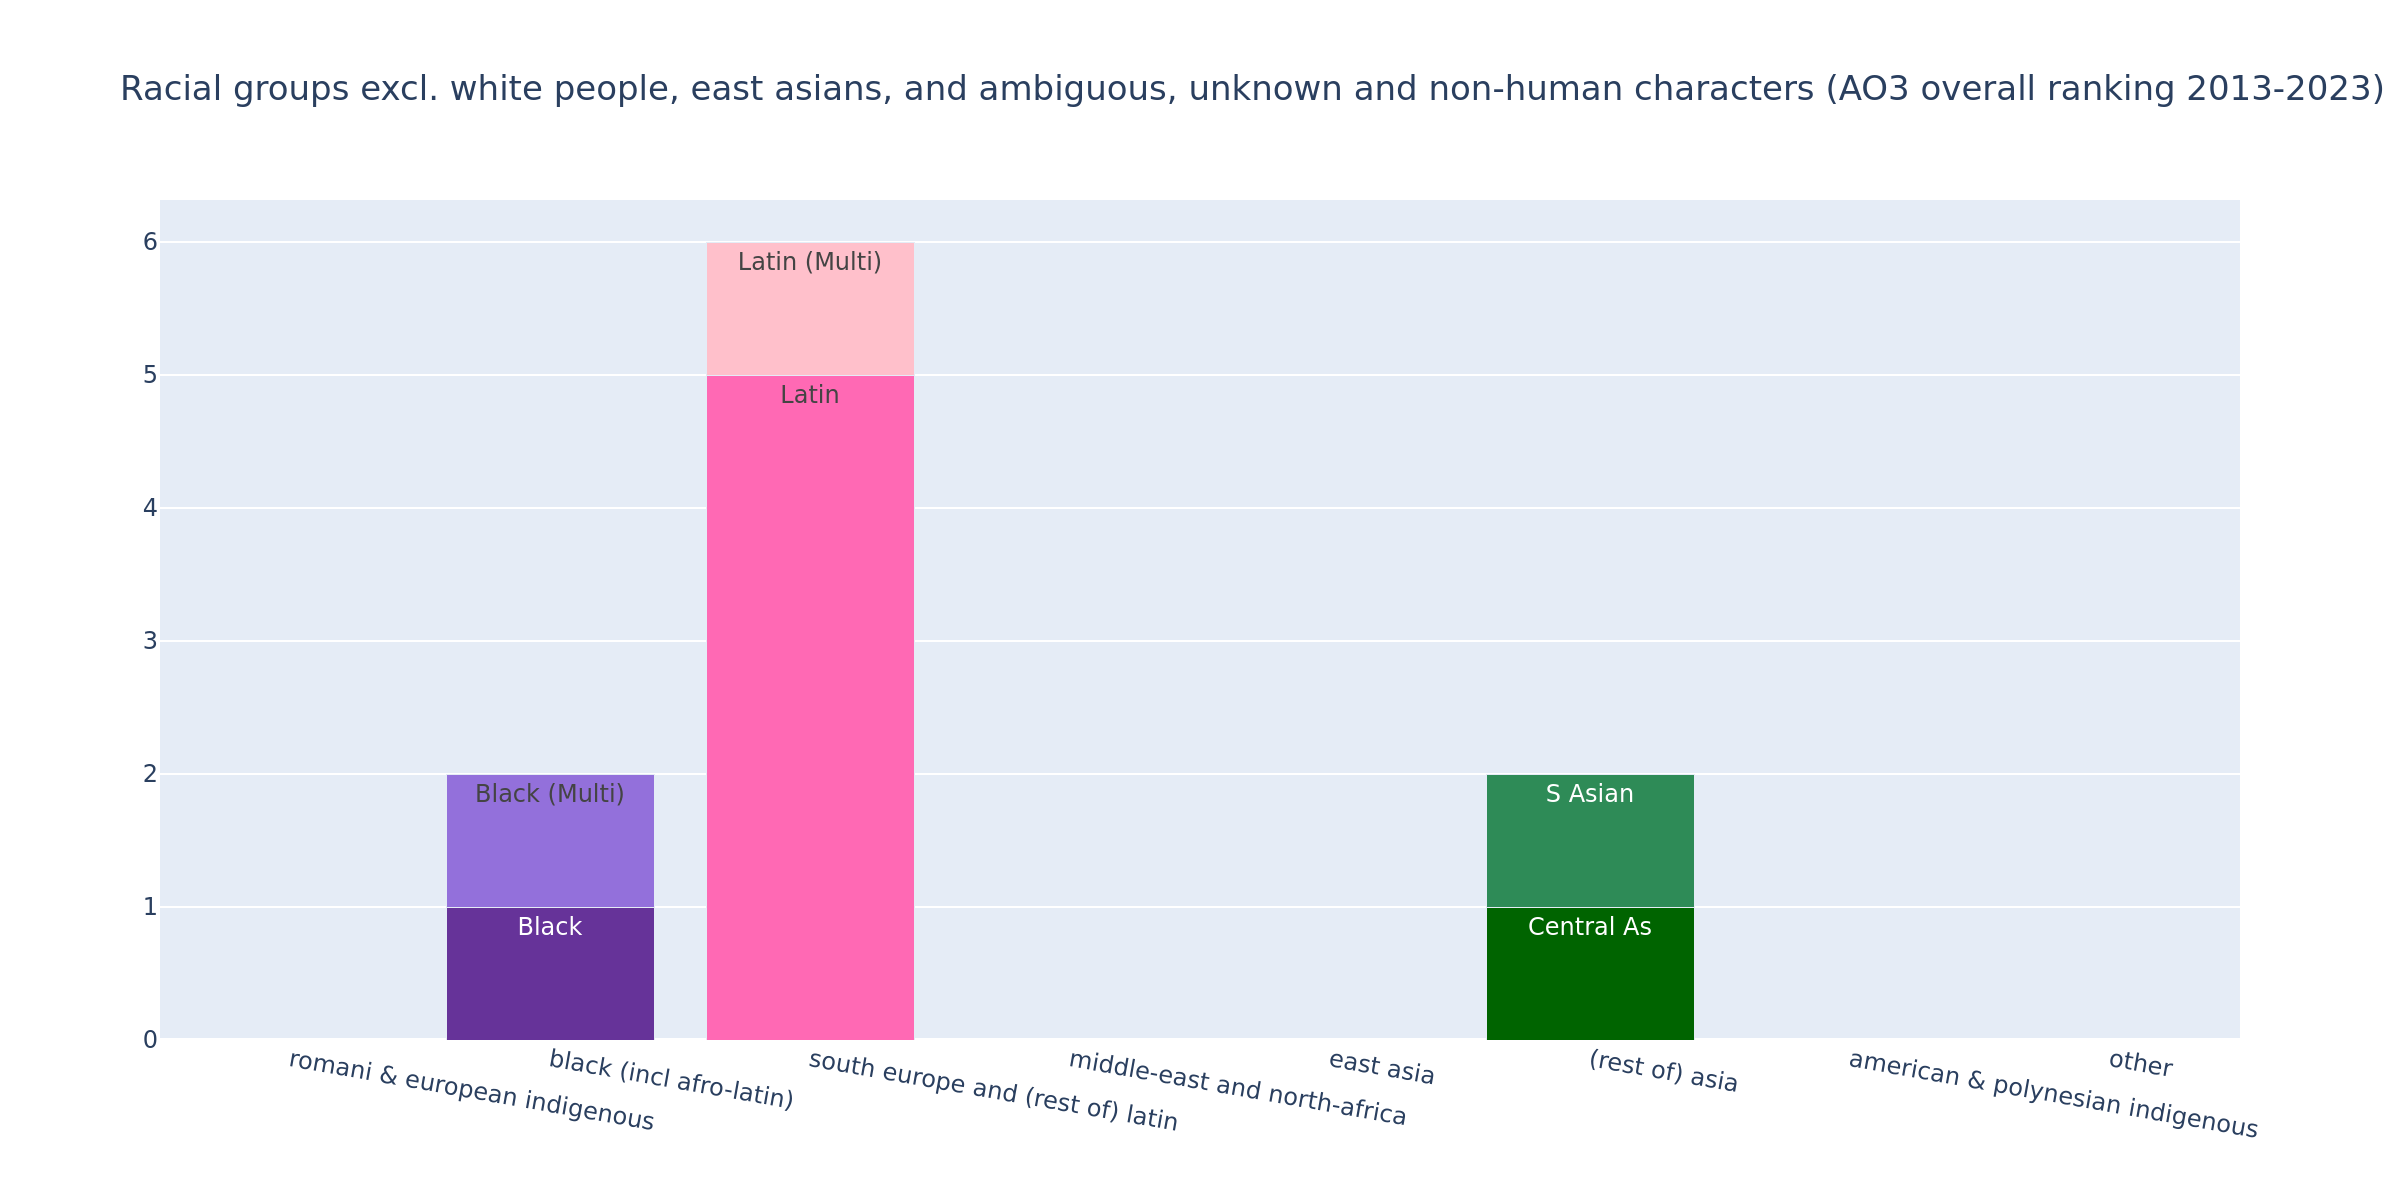 Racial groups excl. white people, east asians, and ambiguous, unknown and non-human characters (AO3 overall ranking 2013-2023)
6
5
4
3
2
1
0
Latin (Multi)
Latin
Black (Multi)
Black
S Asian
Central As
romani & european indigenous
black (incl afro-latin)
south europe and (rest of) latin
middle-east and north-africa
east asia
(rest of) asia
american & polynesian indigenous
other